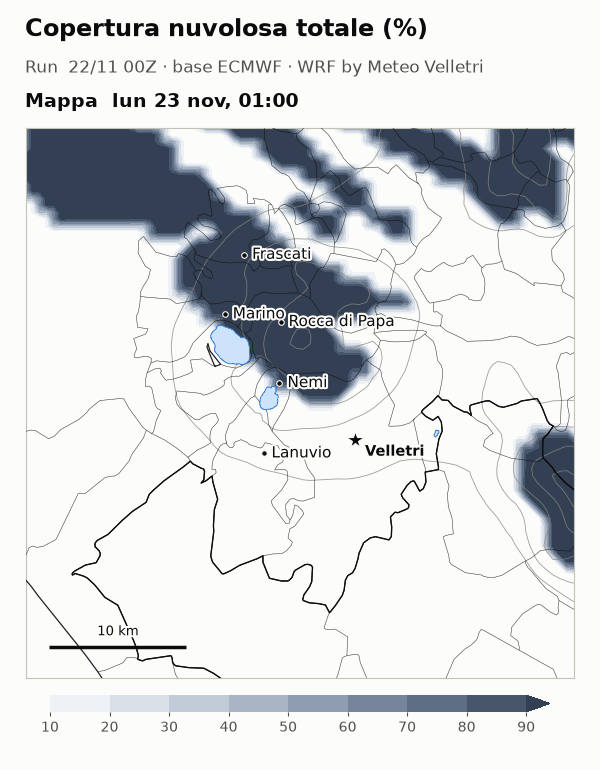 Copertura nuvolosa totale (%)
Run  22/11 00Z · base ECMWF · WRF by Meteo Velletri
Mappa  lun 23 nov, 01:00
Frascati
Marino
Rocca di Papa
Nemi
Velletri
Lanuvio
10 km
10 20 30 40 50 60 70 80 90